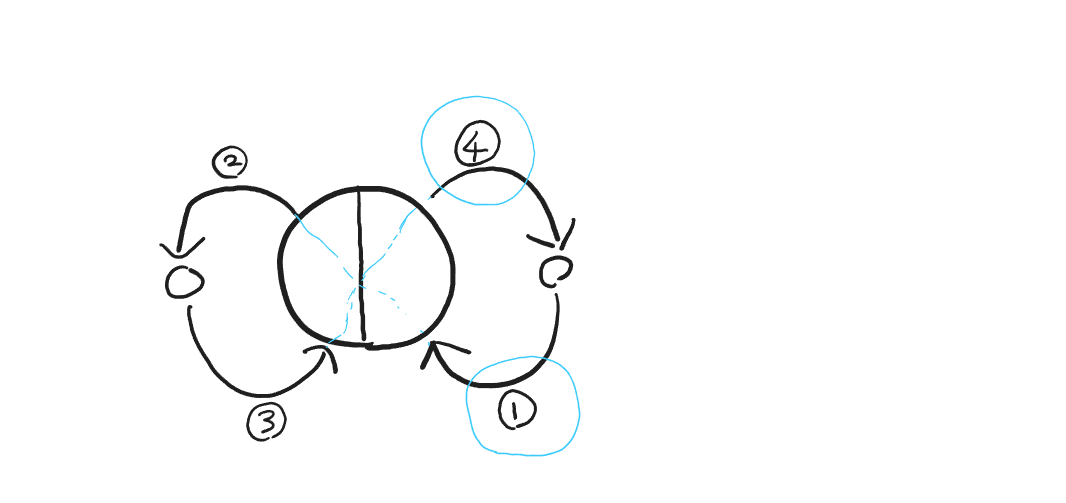 ④
②
③
①